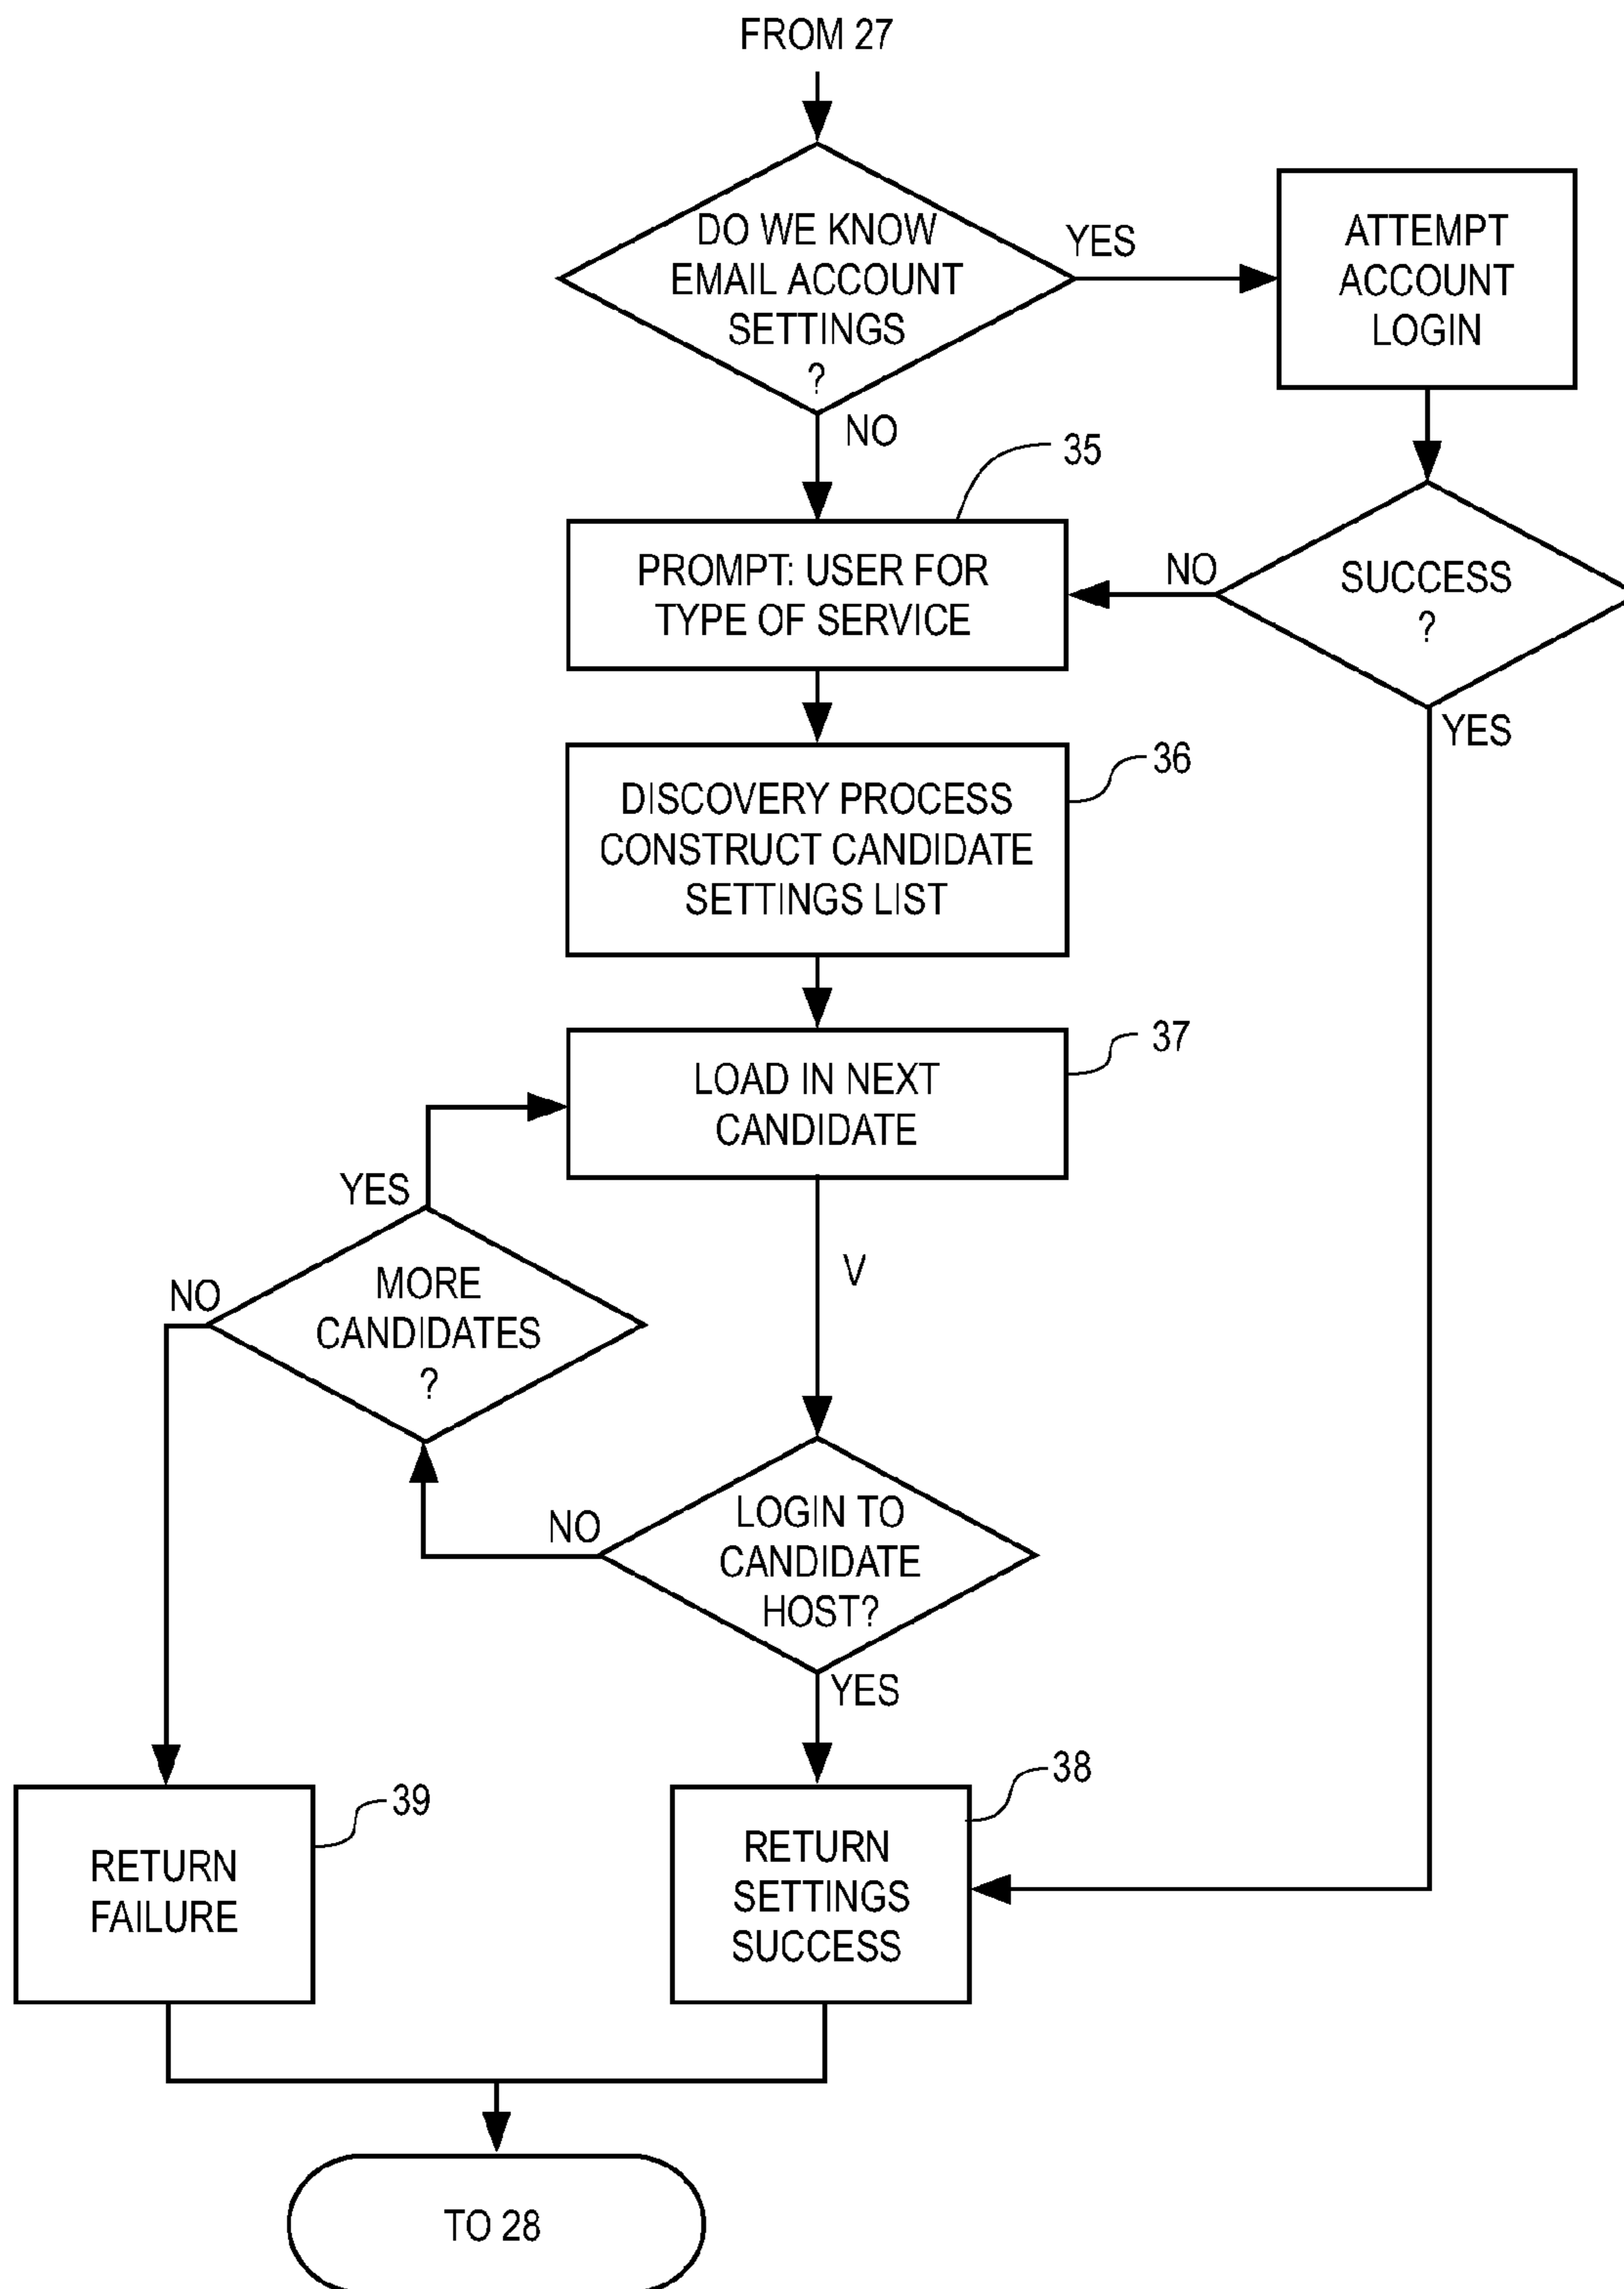 FROM 27
DO WE KNOW
EMAIL ACCOUNT
SETTINGS
?
YES
ATTEMPT
ACCOUNT
LOGIN
NO
35
PROMPT: USER FOR
TYPE OF SERVICE
NO
SUCCESS
?
YES
36
DISCOVERY PROCESS
CONSTRUCT CANDIDATE
SETTINGS LIST
37
LOAD IN NEXT
CANDIDATE
YES
V
NO
MORE
CANDIDATES
?
NO
LOGIN TO
CANDIDATE
HOST?
YES
38
39
RETURN
FAILURE
RETURN
SETTINGS
SUCCESS
TO 28